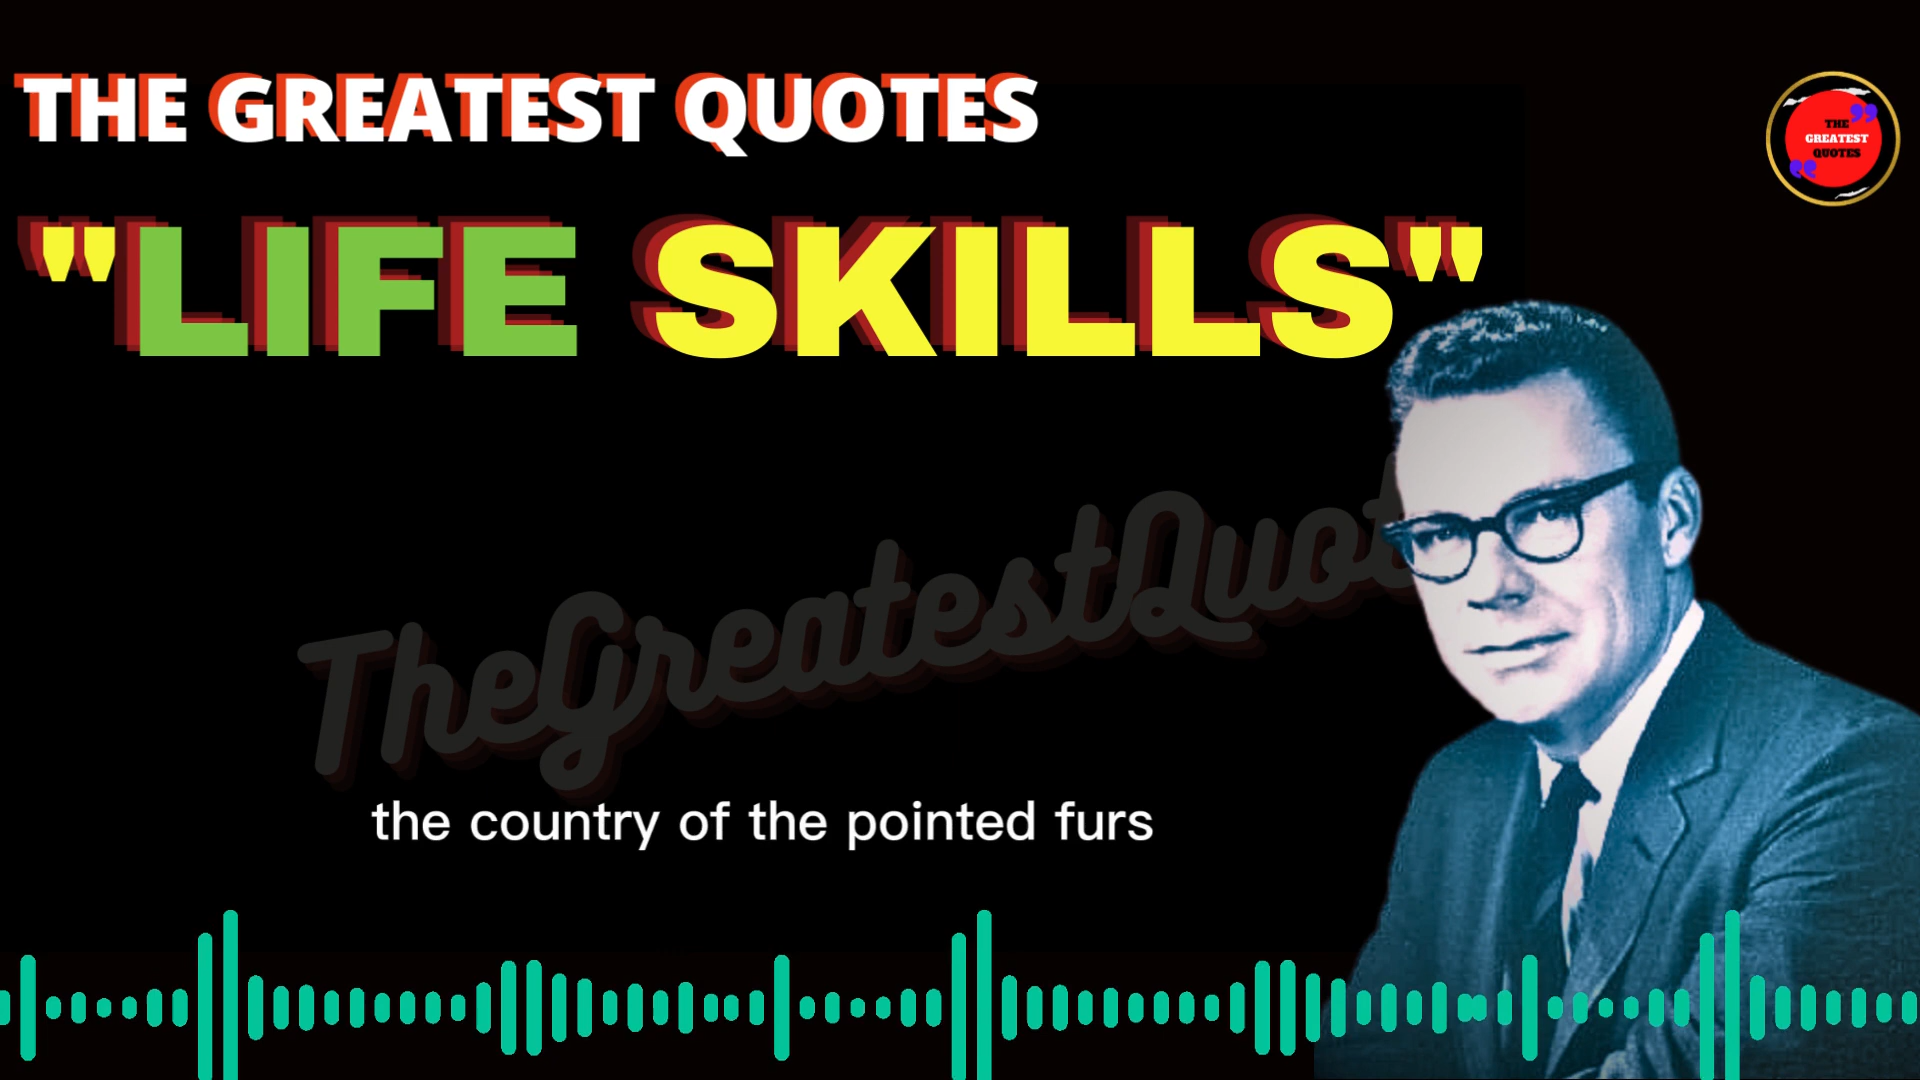 THE GREATEST QUOTES
"LIFE SKILLS"
THE
GREATEST
QUOTES
TheGreatestQuot
the country of the pointed furs